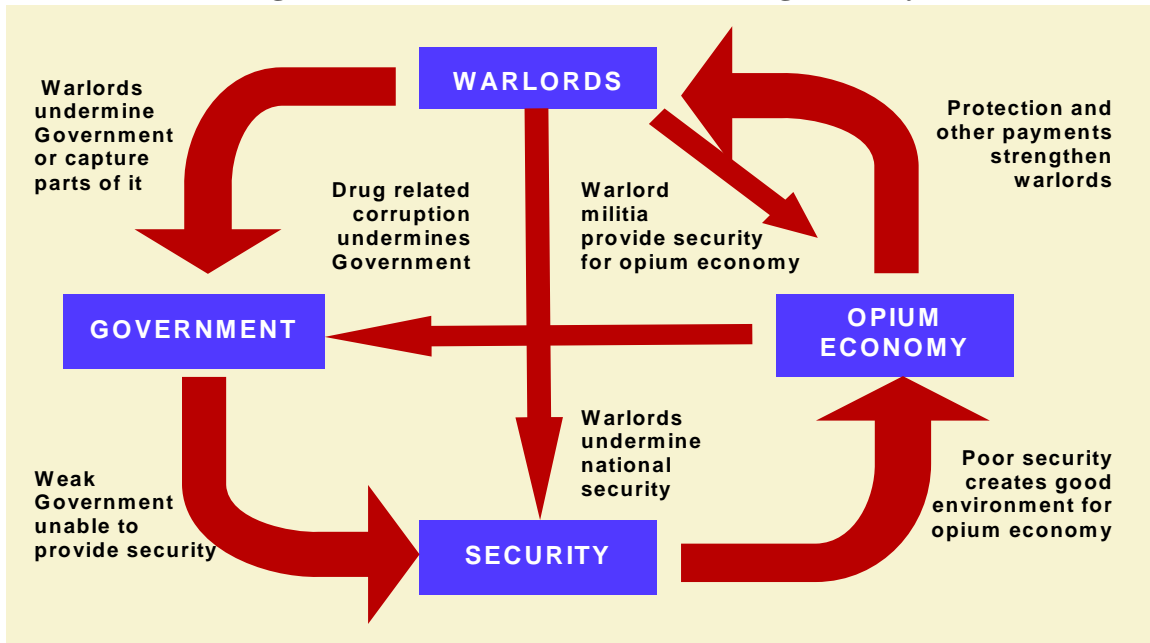 WARLORDS
Warlords
undermine
Government
or capture
parts of it
Protection and
other payments
strengthen
warlords
Drug related
corruption
undermines
Government
Warlord
militia
provide security
for opium economy
GOVERNMENT
OPIUM
ECONOMY
Warlords
undermine
national
security
Weak
Government
unable to
provide security
Poor security
creates good
environment for
opium economy
SECURITY